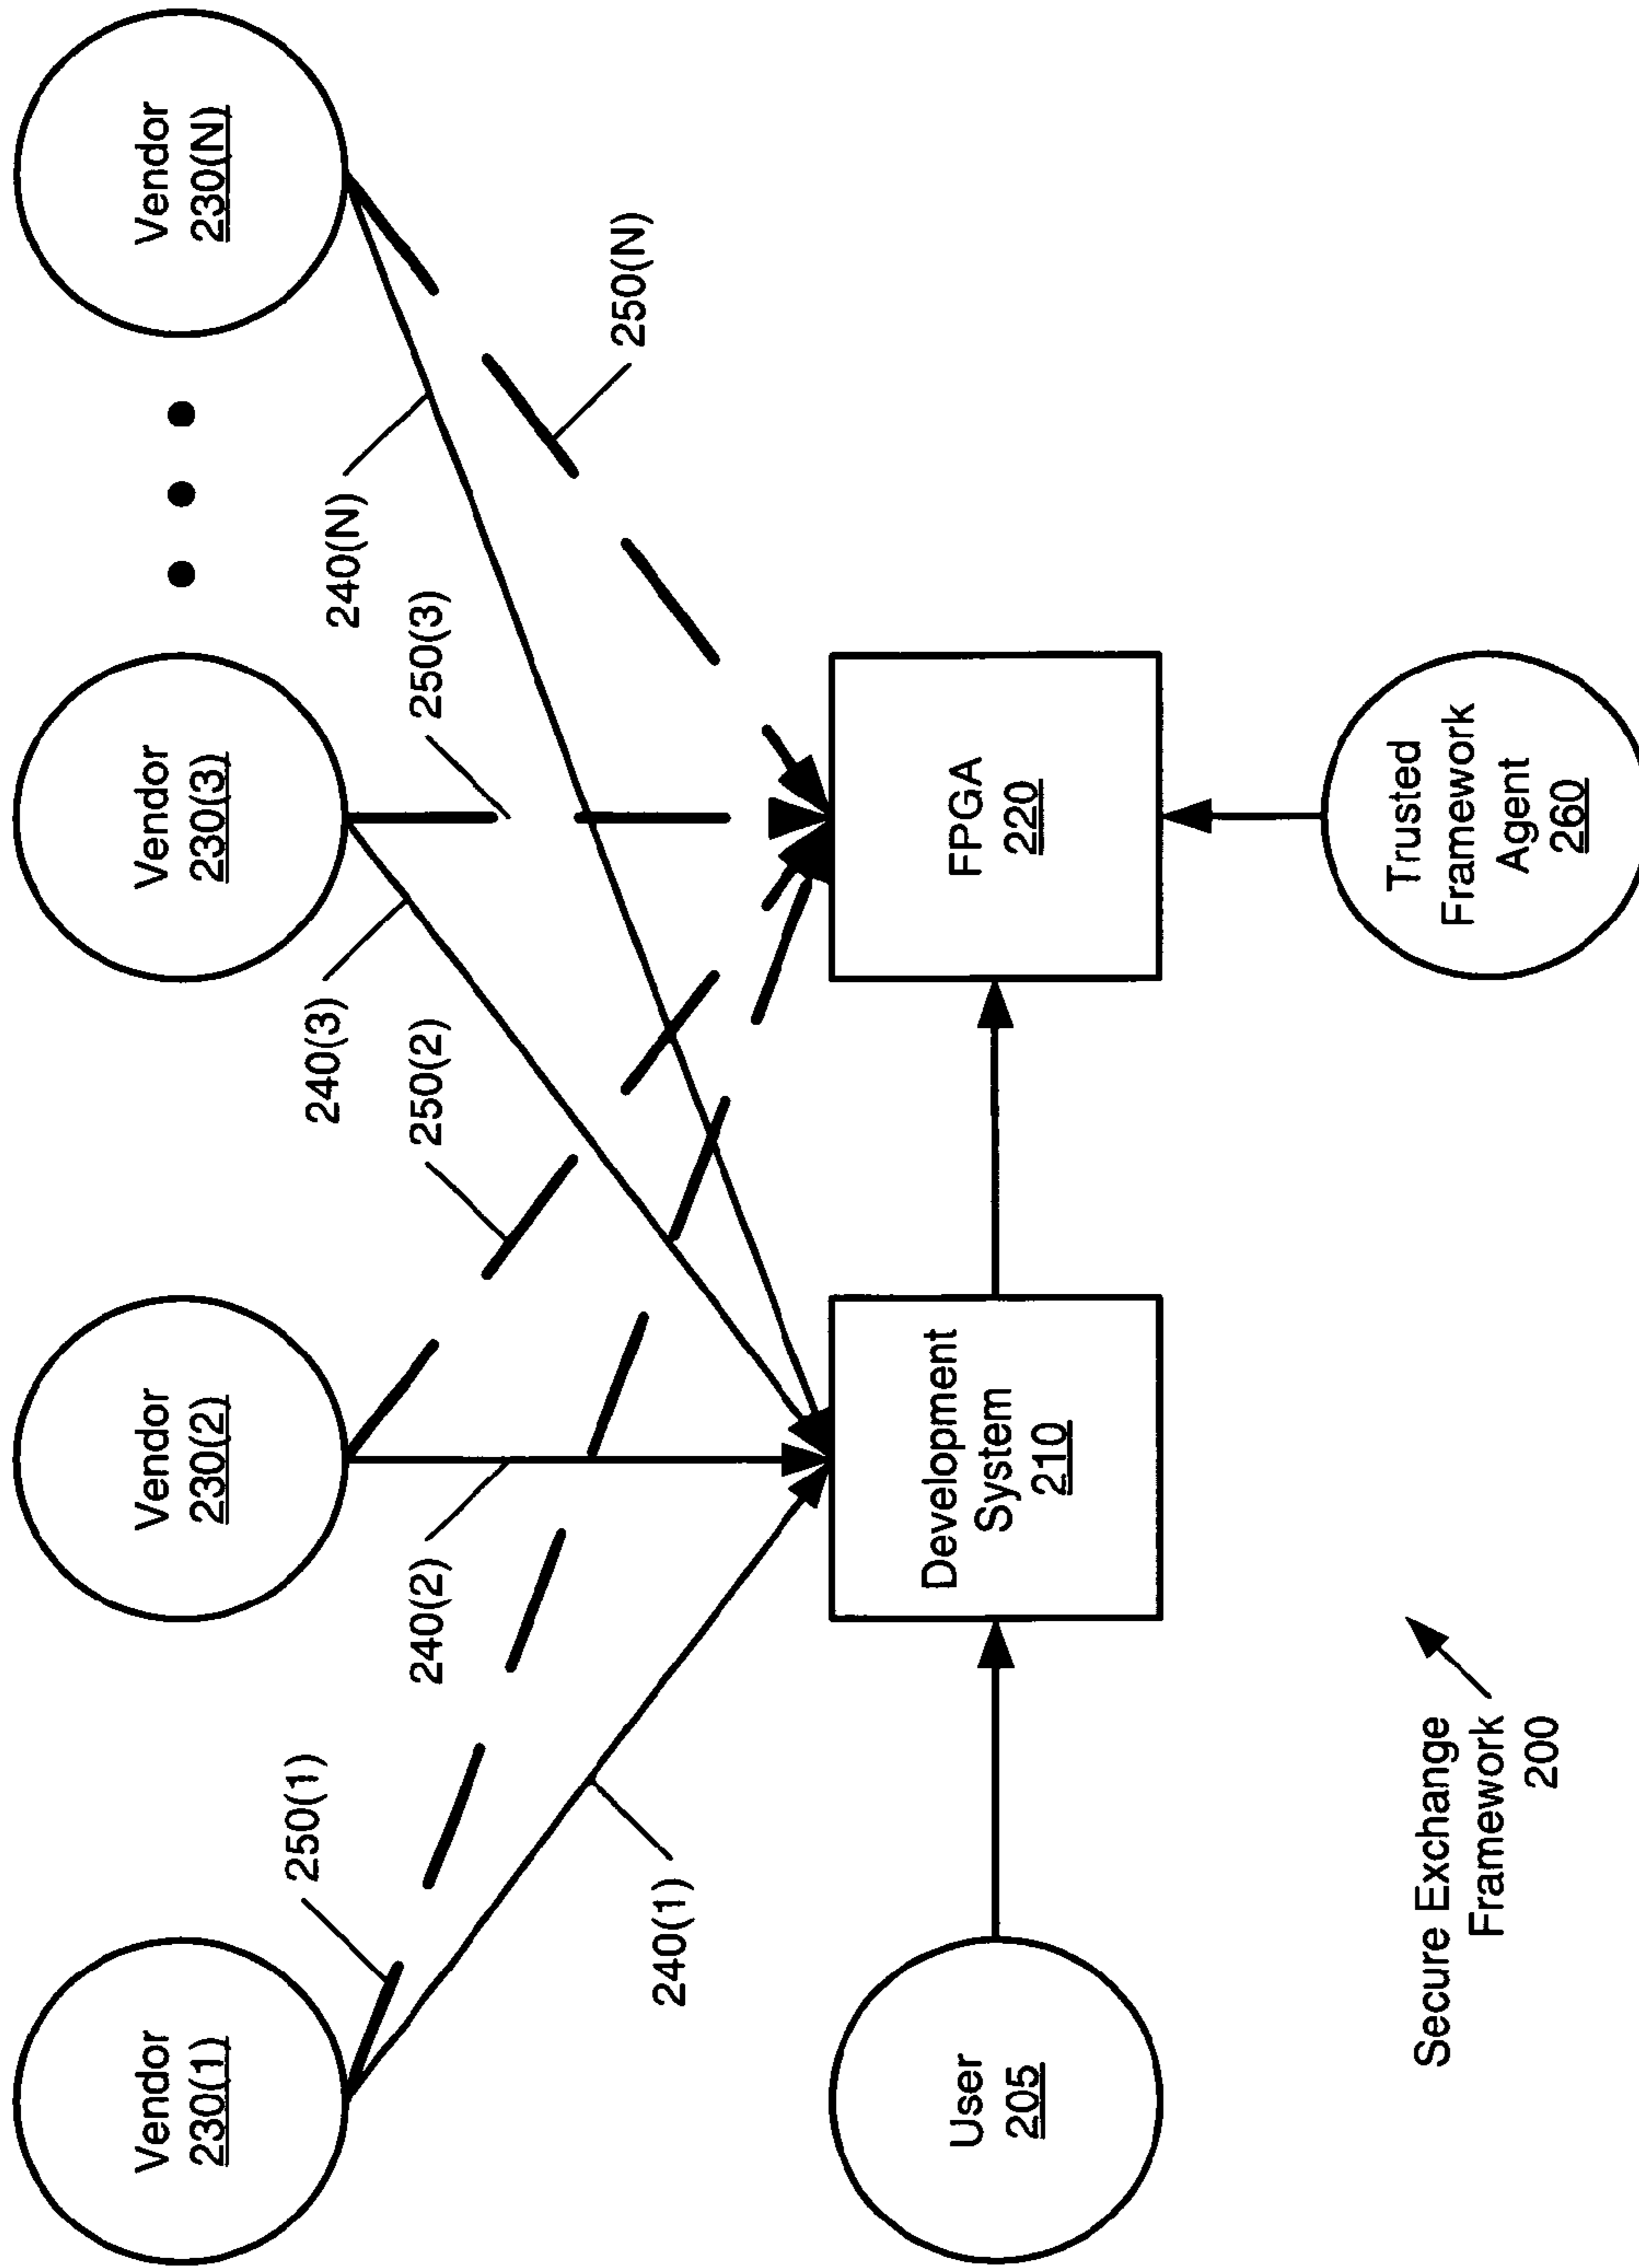 Vendor
230(1)
Vendor
230(2)
Vendor
230(3)
Vendor
230(N)
250(1)
240(1)
240(2)
250(2)
240(3)
250(3)
240(N)
250(N)
User
205
Development
System
210
FPGA
220
Trusted
Framework
Agent
260
Secure Exchange
Framework
200